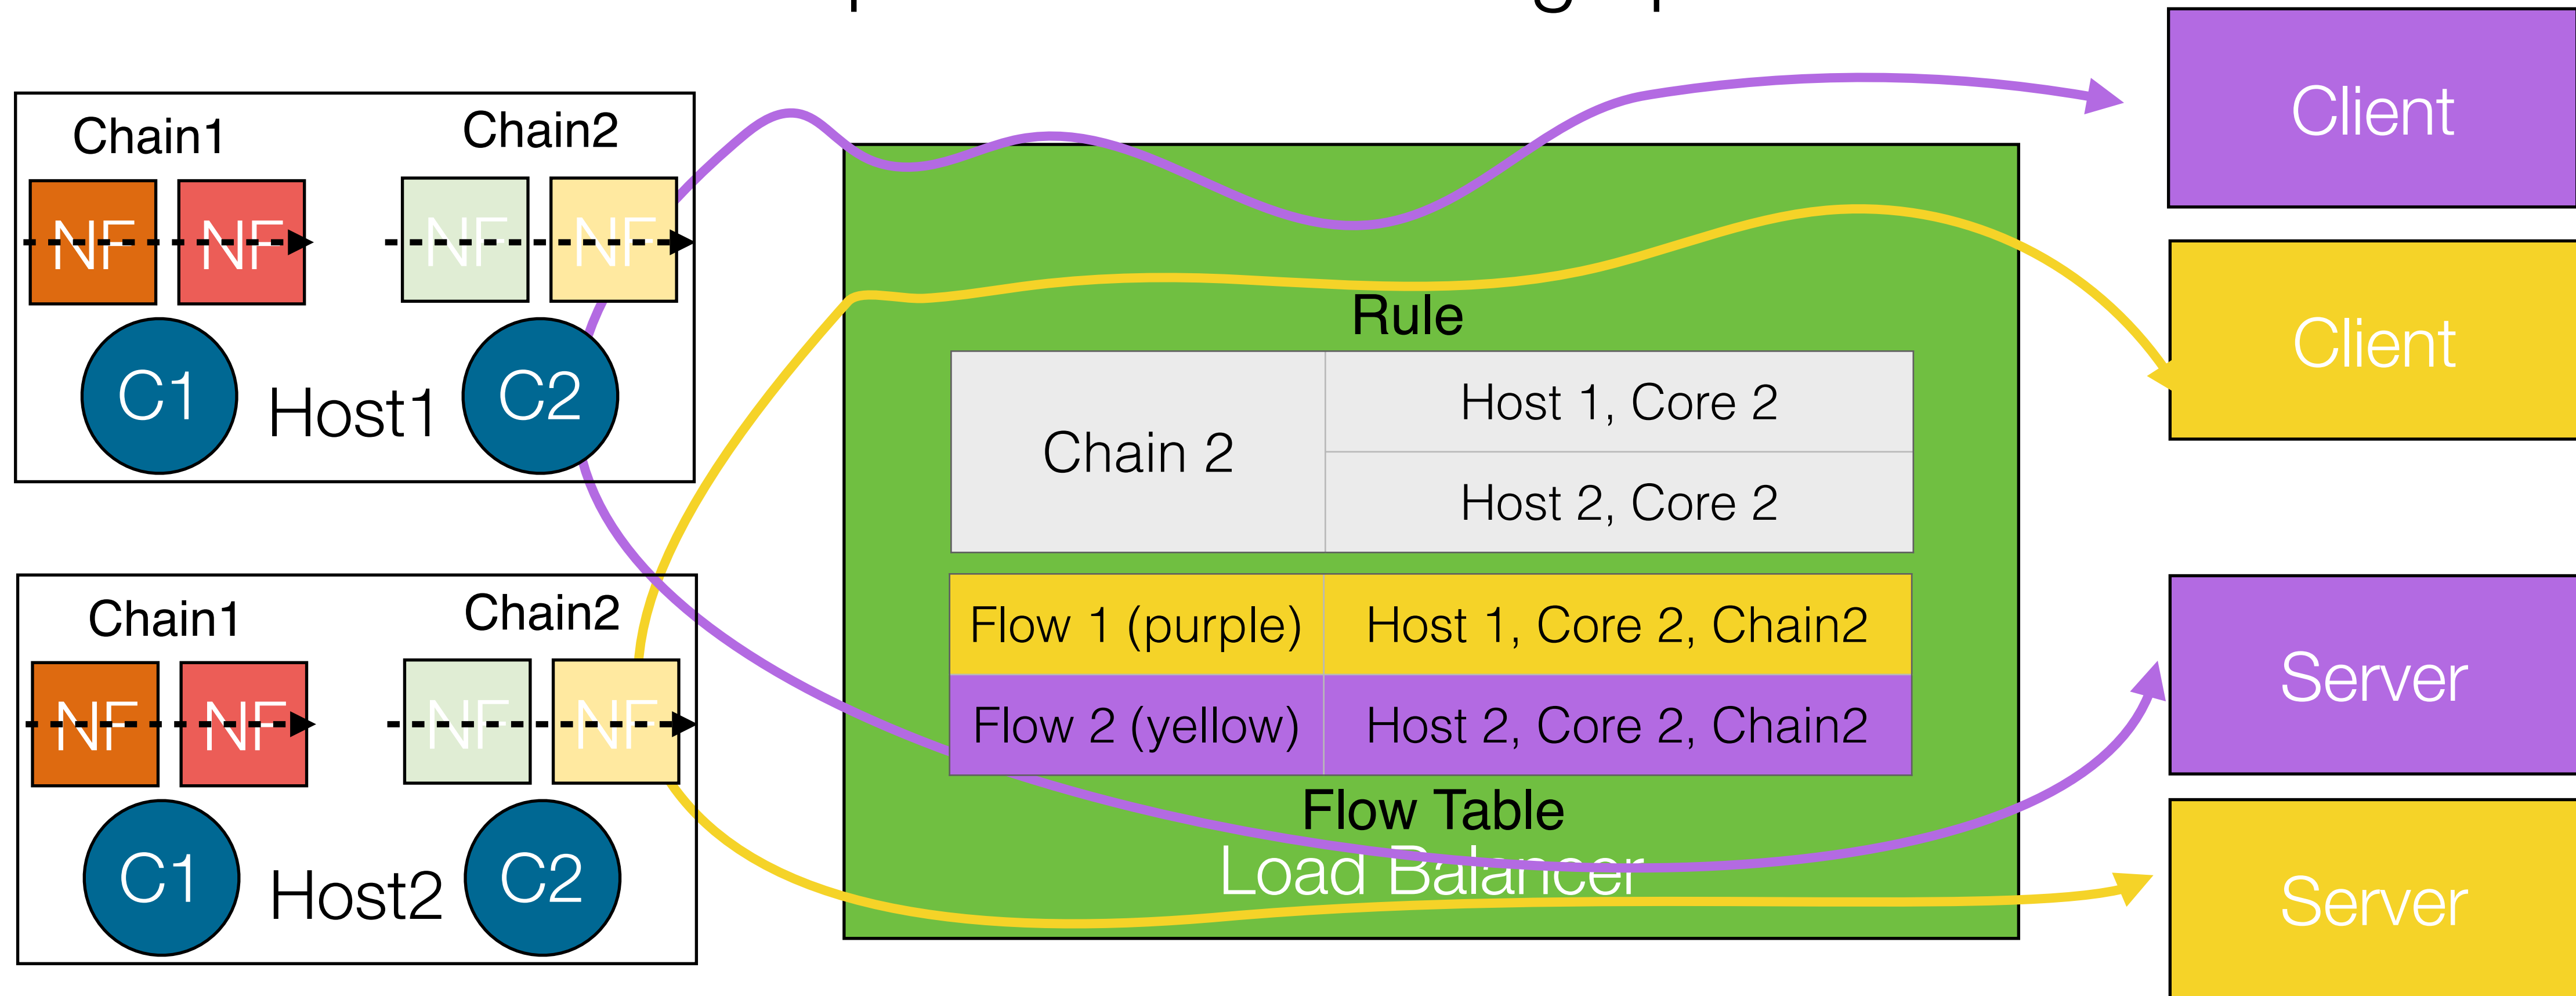 Chain1
Chain2
NF
NF
NF
NF
C1
Host1
C2
Chain1
Chain2
NF
NF
NF
NF
C1
Host2
C2
Rule
Chain 2
Host 1, Core 2
Host 2, Core 2
Flow 1 (purple)
Host 1, Core 2, Chain2
Flow 2 (yellow)
Host 2, Core 2, Chain2
Flow Table
Load Balancer
Client
Client
Server
Server